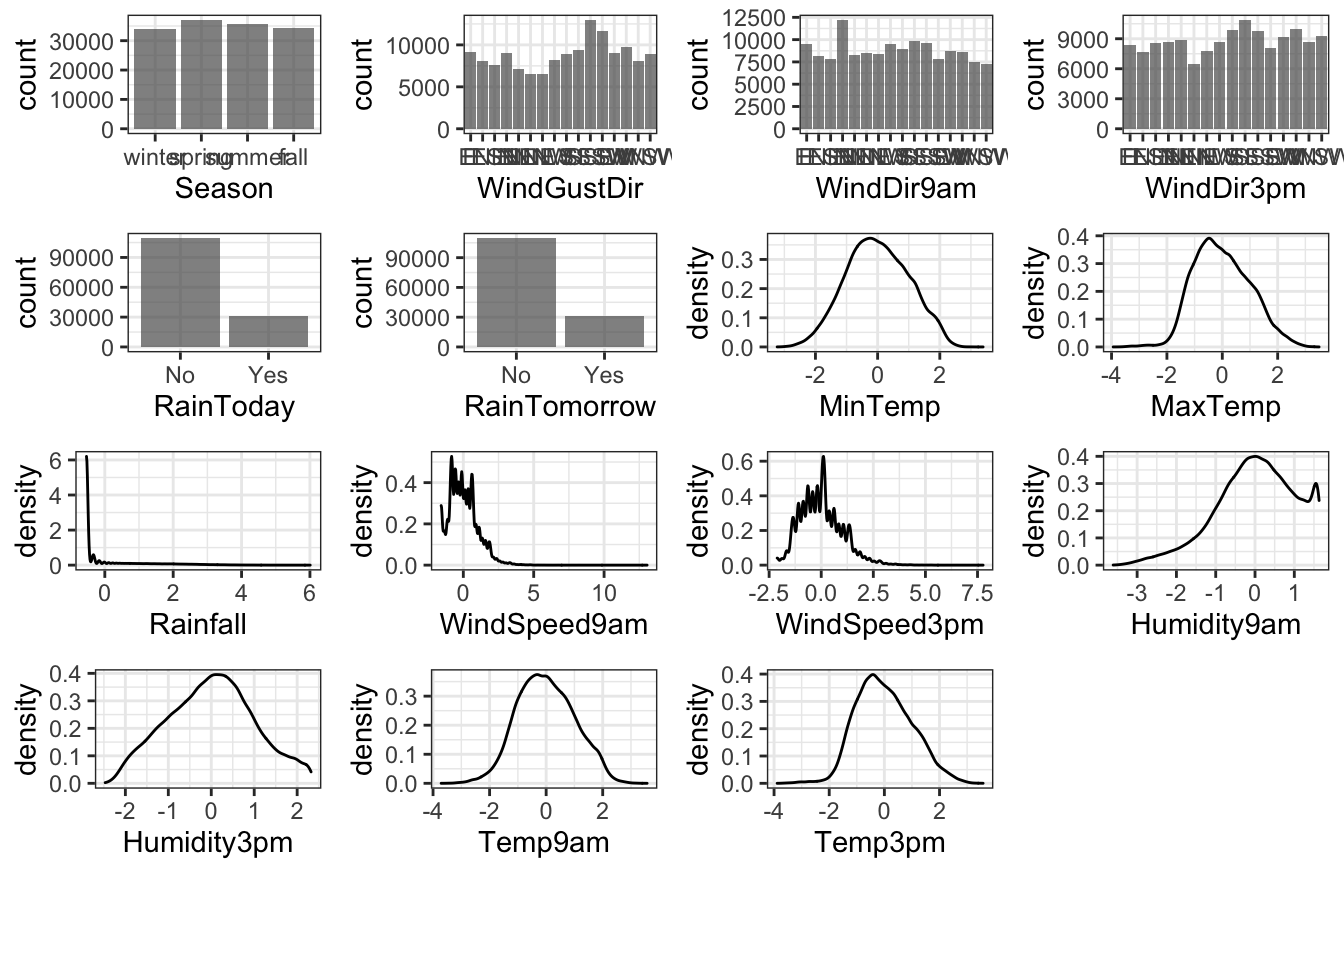 count
30000
20000
10000
0
winter spring summer fall
Season
count
10000
5000
0
WindGustDir
count
12500
10000
7500
5000
2500
0
WindDir9am
count
9000
6000
3000
0
WindDir3pm
count
90000
60000
30000
0
No Yes
RainToday
count
90000
60000
30000
0
No Yes
RainTomorrow
density
0.3
0.2
0.1
0.0
-2 0 2
MinTemp
density
0.4
0.3
0.2
0.1
0.0
-4 -2 0 2
MaxTemp
density
6
4
2
0
0 2 4 6
Rainfall
density
0.4
0.2
0.0
0 5 10
WindSpeed9am
density
0.6
0.4
0.2
0.0
-2.5 0.0 2.5 5.0 7.5
WindSpeed3pm
density
0.4
0.3
0.2
0.1
0.0
-3 -2 -1 0 1
Humidity9am
density
0.4
0.3
0.2
0.1
0.0
-2 -1 0 1 2
Humidity3pm
density
0.3
0.2
0.1
0.0
-4 -2 0 2
Temp9am
density
0.4
0.3
0.2
0.1
0.0
-4 -2 0 2
Temp3pm